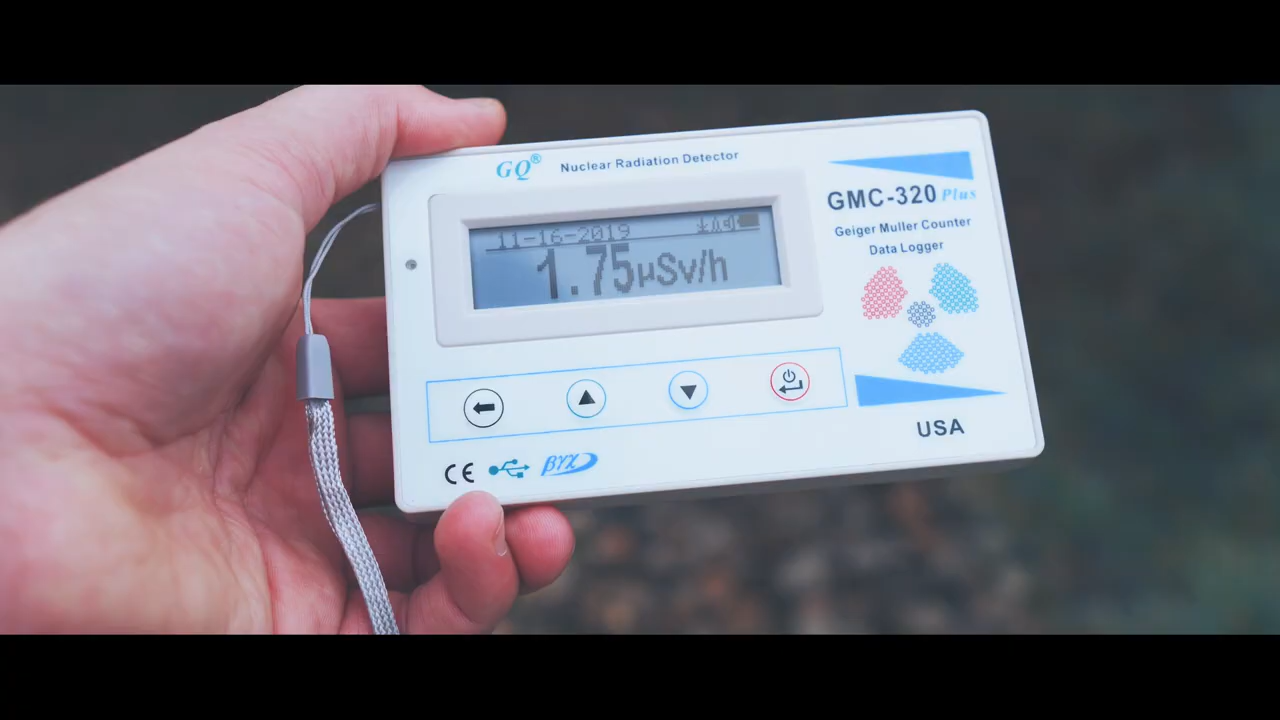 GQ® Nuclear Radiation Detector
GMC-320 Plus
Geiger Muller Counter
Data Logger
11-16-2019
1.75μSv/h
USA
CE
βγχ